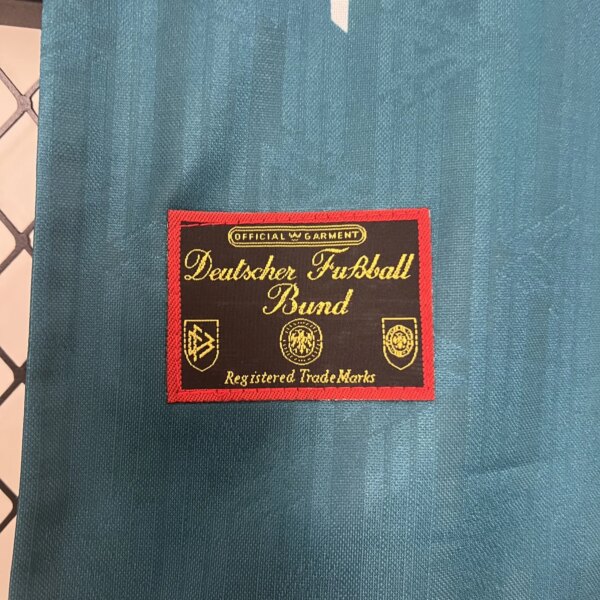 OFFICIAL GARMENT
Deutscher Fußball
Bund
Registered Trade Marks